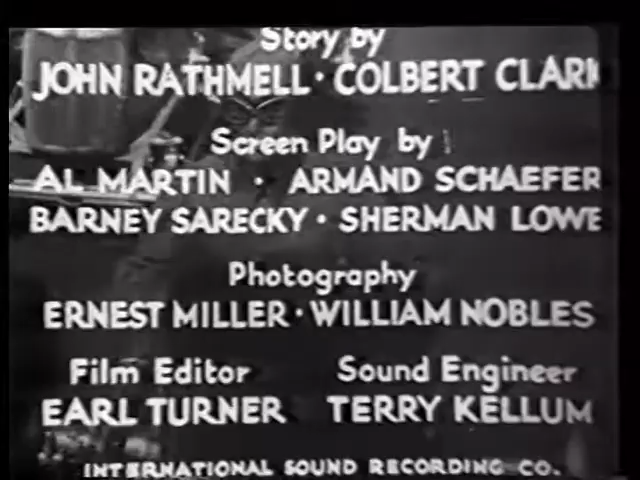 Story by
JOHN RATHMELL · COLBERT CLARK
Screen Play by
AL MARTIN · ARMAND SCHAEFER
BARNEY SARECKY · SHERMAN LOWE
Photography
ERNEST MILLER · WILLIAM NOBLES
Film Editor Sound Engineer
EARL TURNER TERRY KELLUM
INTERNATIONAL SOUND RECORDING CO.